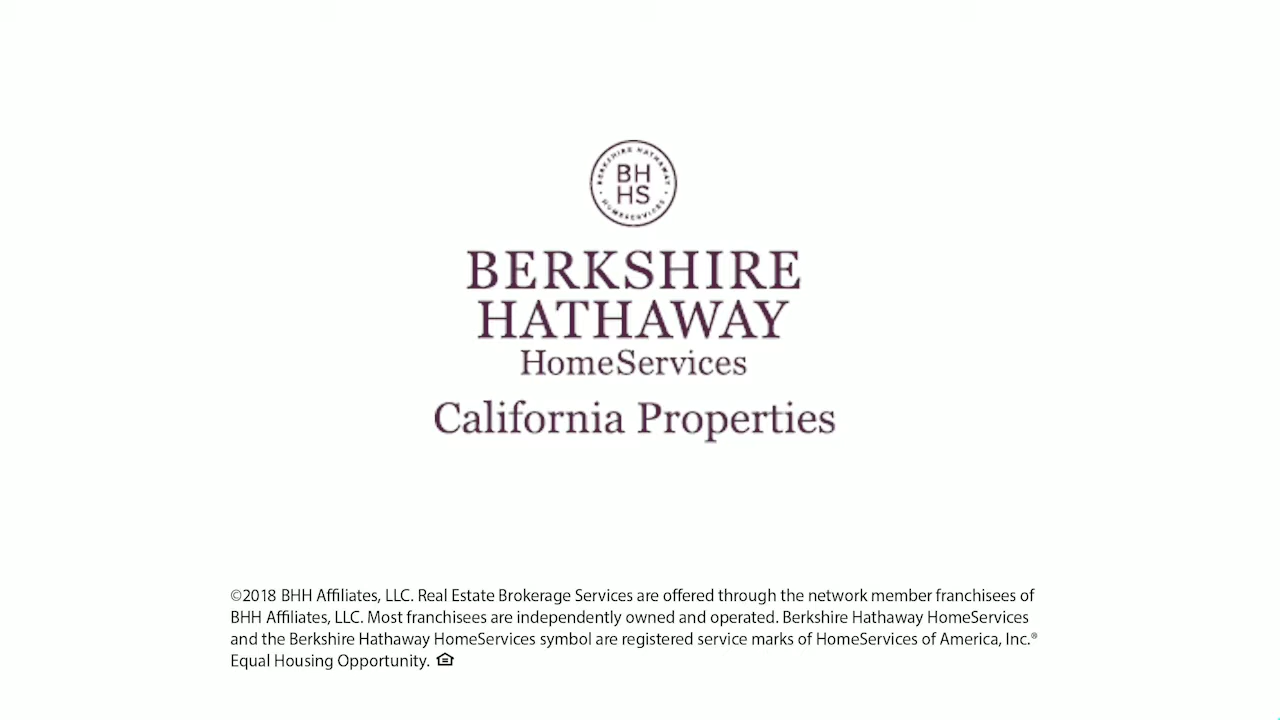 BERKSHIRE HATHAWAY
BH
HS
HOMESERVICES
BERKSHIRE
HATHAWAY
HomeServices
California Properties
©2018 BHH Affiliates, LLC. Real Estate Brokerage Services are offered through the network member franchisees of
BHH Affiliates, LLC. Most franchisees are independently owned and operated. Berkshire Hathaway HomeServices
and the Berkshire Hathaway HomeServices symbol are registered service marks of HomeServices of America, Inc.®
Equal Housing Opportunity.